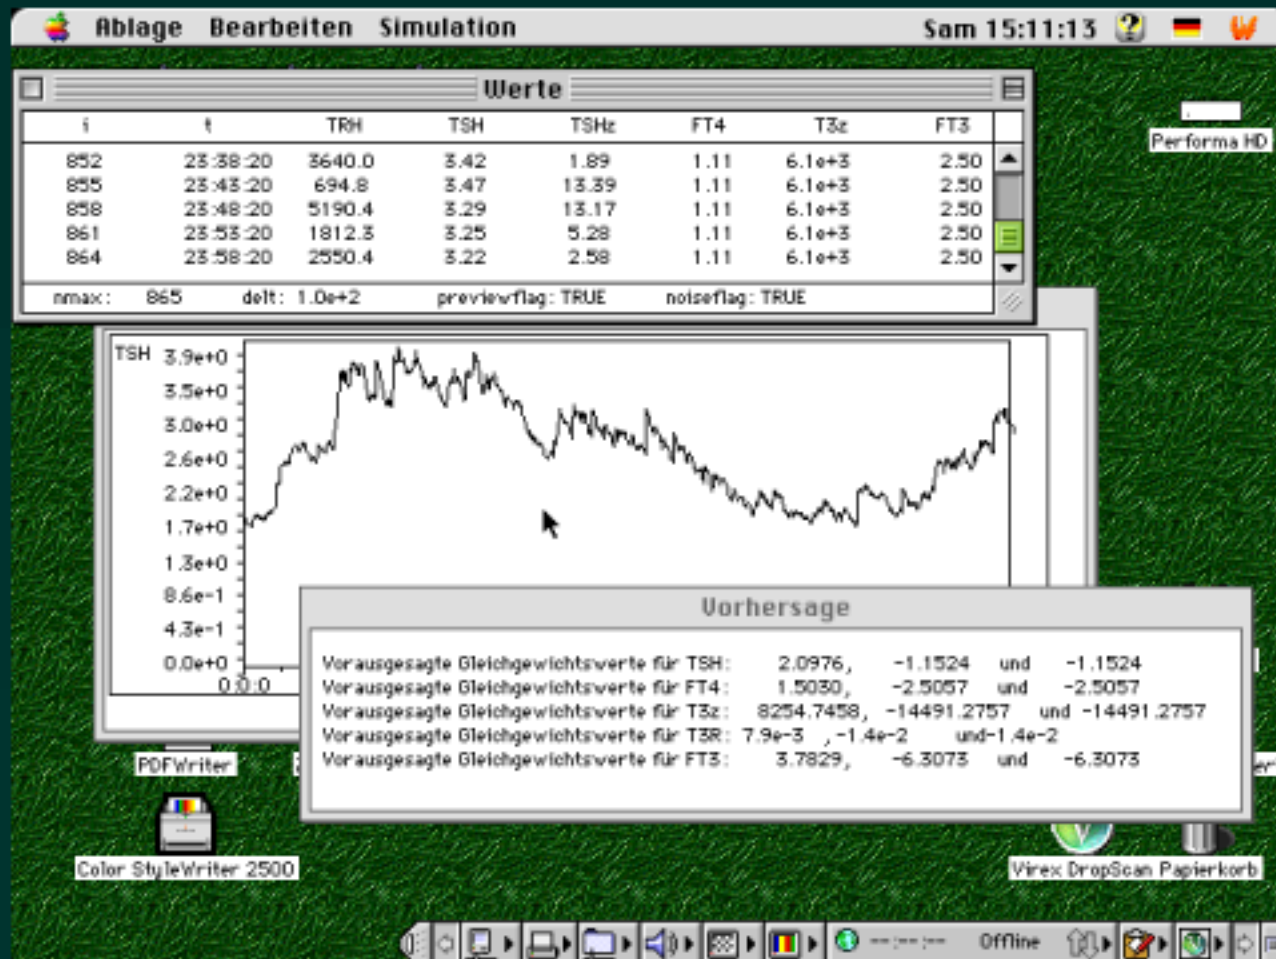 Ablage Bearbeiten Simulation Sam 15:11:13
Werte
i t TRH TSH TSHz FT4 T3z FT3
852 23:38:20 3640.0 3.42 1.89 1.11 6.1e+3 2.50
855 23:43:20 694.8 3.47 13.39 1.11 6.1e+3 2.50
858 23:48:20 5190.4 3.29 13.17 1.11 6.1e+3 2.50
861 23:53:20 1812.3 3.25 5.28 1.11 6.1e+3 2.50
864 23:58:20 2550.4 3.22 2.58 1.11 6.1e+3 2.50
nmax: 865 delt: 1.0e+2 previewflag: TRUE noiseflag: TRUE
Performa HD
TSH 3.9e+0
3.5e+0
3.0e+0
2.6e+0
2.2e+0
1.7e+0
1.3e+0
8.6e-1
4.3e-1
0.0e+0
0:0:0
Vorhersage
Vorausgesagte Gleichgewichtswerte für TSH: 2.0976, -1.1524 und -1.1524
Vorausgesagte Gleichgewichtswerte für FT4: 1.5030, -2.5057 und -2.5057
Vorausgesagte Gleichgewichtswerte für T3z: 8254.7458, -14491.2757 und -14491.2757
Vorausgesagte Gleichgewichtswerte für T3R: 7.9e-3 ,-1.4e-2 und-1.4e-2
Vorausgesagte Gleichgewichtswerte für FT3: 3.7829, -6.3073 und -6.3073
PDFWriter
Color StyleWriter 2500
Virex DropScan Papierkorb
--:--:-- Offline